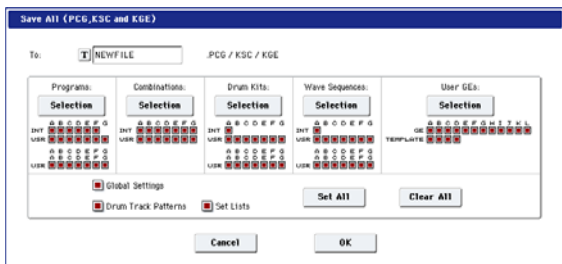 Save All (PCG,KSC and KGE)
To: T NEWFILE .PCG / KSC / KGE
Programs: Combinations: Drum Kits: Wave Sequences: User GEs:
Selection Selection Selection Selection Selection
A B C D E F G A B C D E F G A B C D E F G H I J K L
INT INT INT INT GE
USR USR USR USR TEMPLATE
A B C D E F G A B C D E F G A B C D E F G A B C D E F G A B C D
A B C D E F G A B C D E F G A B C D E F G A B C D E F G
USR USR USR USR
Global Settings
Drum Track Patterns Set Lists Set All Clear All
Cancel OK